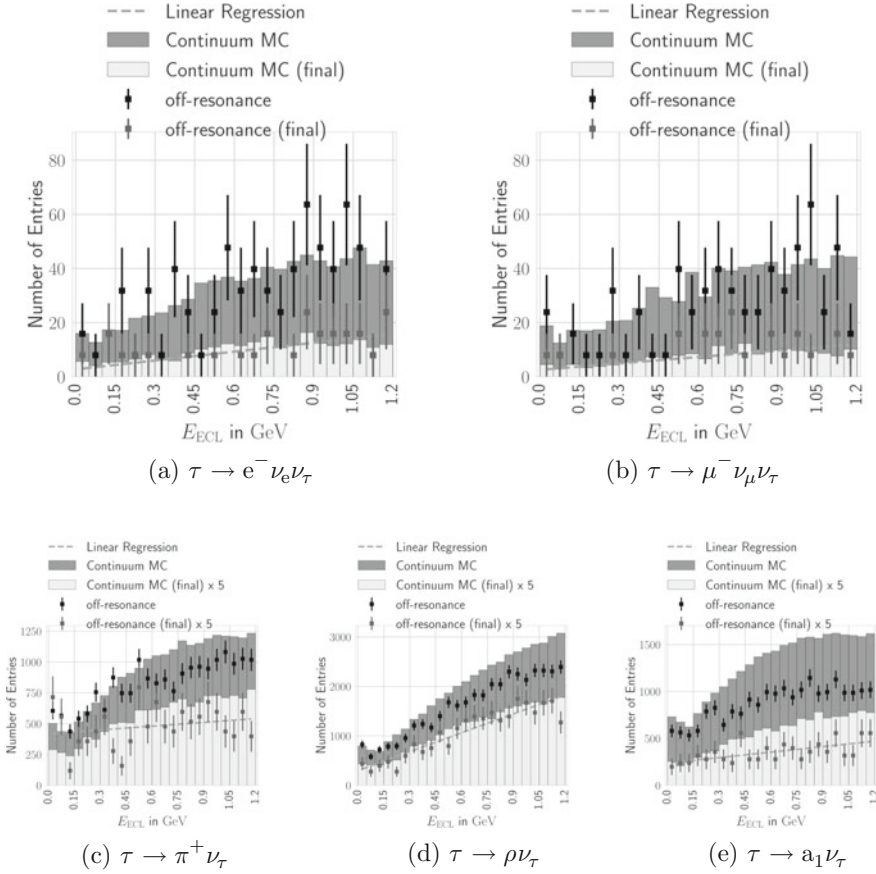 Linear Regression
Continuum MC
Continuum MC (final)
off-resonance
off-resonance (final)
80
60
40
20
0
Number of Entries
0.0
0.15
0.3
0.45
0.6
0.75
0.9
1.05
1.2
E_ECL in GeV
(a) τ → e⁻ν_eν_τ
Linear Regression
Continuum MC
Continuum MC (final)
off-resonance
off-resonance (final)
80
60
40
20
0
Number of Entries
0.0
0.15
0.3
0.45
0.6
0.75
0.9
1.05
1.2
E_ECL in GeV
(b) τ → μ⁻ν_μν_τ
Linear Regression
Continuum MC
Continuum MC (final) x 5
off-resonance
off-resonance (final) x 5
1250
1000
750
500
250
0
Number of Entries
0.0
0.15
0.3
0.45
0.6
0.75
0.9
1.05
1.2
E_ECL in GeV
(c) τ → π⁺ν_τ
Linear Regression
Continuum MC
Continuum MC (final) x 5
off-resonance
off-resonance (final) x 5
3000
2000
1000
0
Number of Entries
0.0
0.15
0.3
0.45
0.6
0.75
0.9
1.05
1.2
E_ECL in GeV
(d) τ → ρν_τ
Linear Regression
Continuum MC
Continuum MC (final) x 5
off-resonance
off-resonance (final) x 5
1500
1000
500
0
Number of Entries
0.0
0.15
0.3
0.45
0.6
0.75
0.9
1.05
1.2
E_ECL in GeV
(e) τ → a₁ν_τ